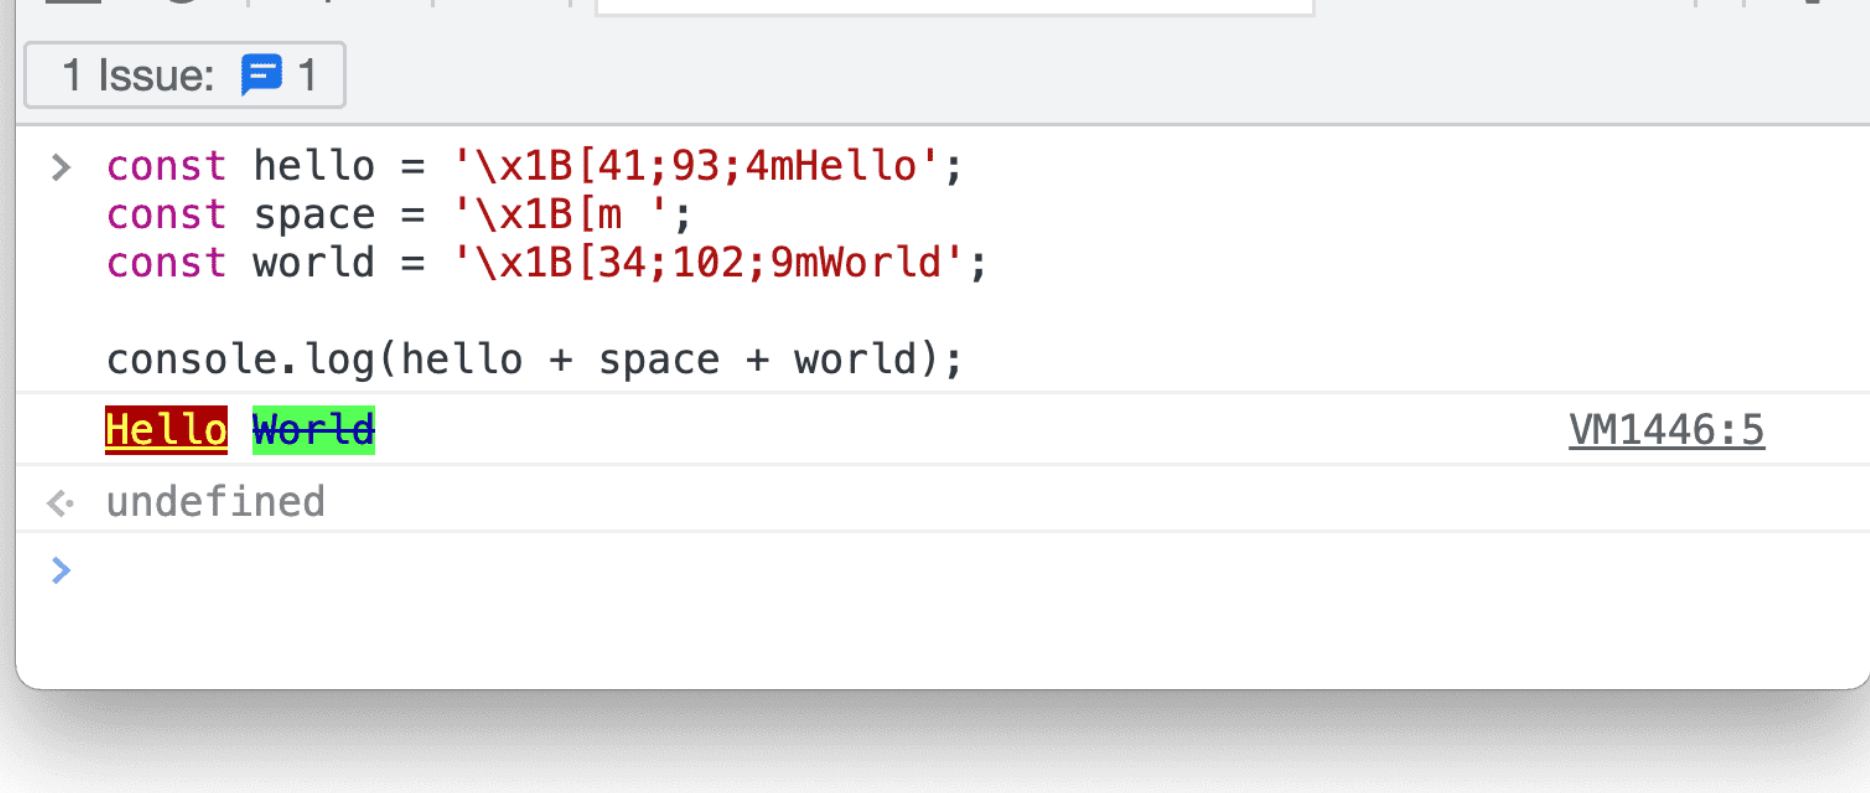 1 Issue: 1
const hello = '\x1B[41;93;4mHello';
const space = '\x1B[m ';
const world = '\x1B[34;102;9mWorld';
console.log(hello + space + world);
Hello World VM1446:5
undefined